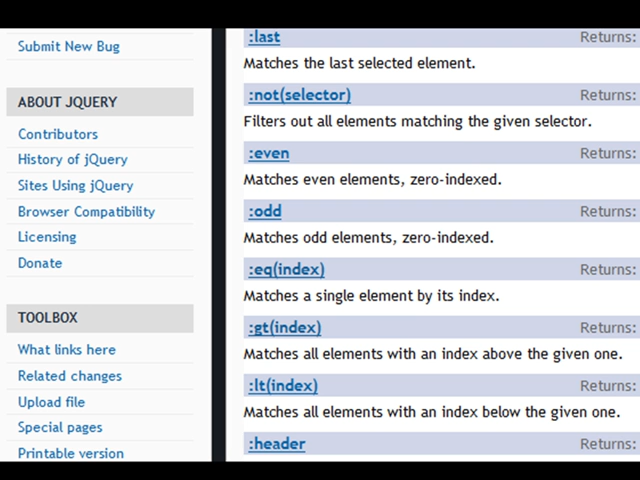 Submit New Bug
ABOUT JQUERY
Contributors
History of jQuery
Sites Using jQuery
Browser Compatibility
Licensing
Donate
TOOLBOX
What links here
Related changes
Upload file
Special pages
Printable version
:last Returns:
Matches the last selected element.
:not(selector) Returns:
Filters out all elements matching the given selector.
:even Returns:
Matches even elements, zero-indexed.
:odd Returns:
Matches odd elements, zero-indexed.
:eq(index) Returns:
Matches a single element by its index.
:gt(index) Returns:
Matches all elements with an index above the given one.
:lt(index) Returns:
Matches all elements with an index below the given one.
:header Returns: